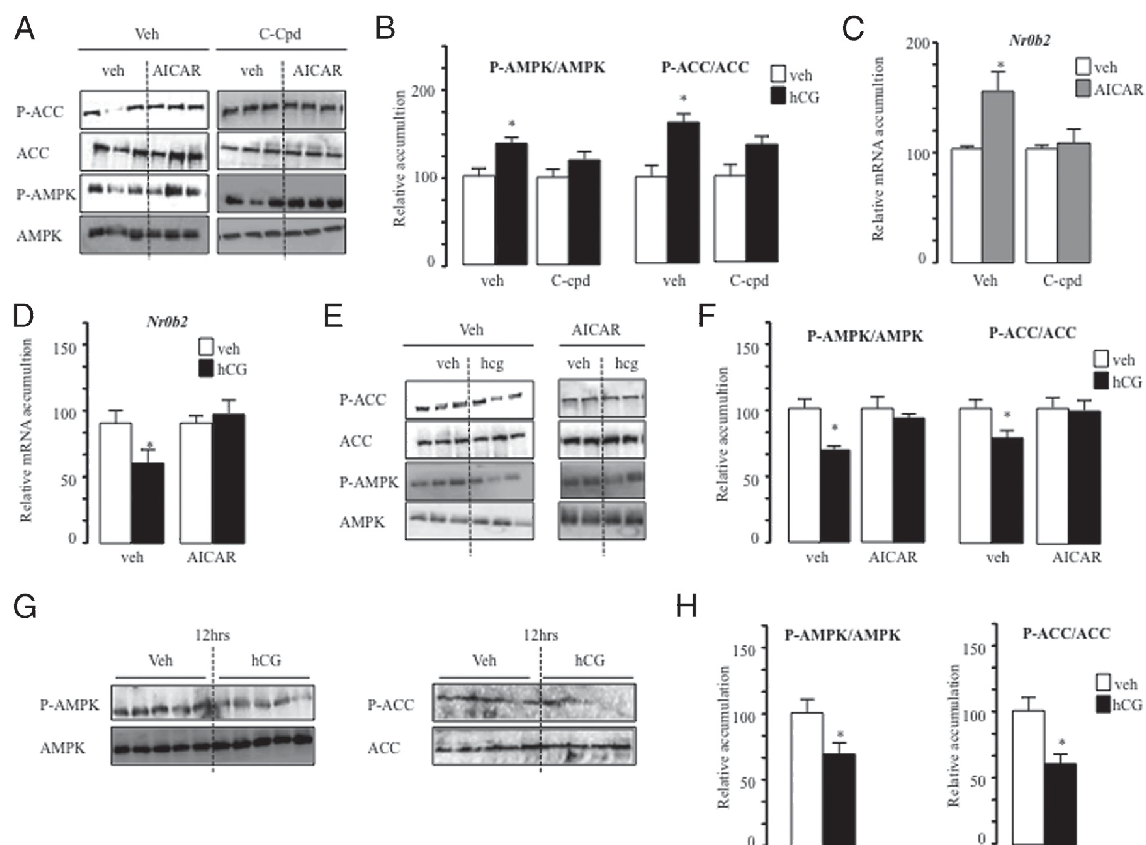 A
Veh C-Cpd
veh AICAR veh AICAR
P-ACC
ACC
P-AMPK
AMPK
B
P-AMPK/AMPK P-ACC/ACC
veh
hCG
Relative accumultion
200
100
0
veh C-cpd veh C-cpd
C
Nr0b2
veh
AICAR
Relative mRNA accumultion
200
100
0
*
Veh C-cpd
D
Nr0b2
veh
hCG
Relative mRNA accumultion
150
100
50
0
*
veh AICAR
E
Veh AICAR
veh hcg veh hcg
P-ACC
ACC
P-AMPK
AMPK
F
P-AMPK/AMPK P-ACC/ACC
veh
hCG
Relative accumultion
150
100
50
0
* *
veh AICAR veh AICAR
G
12hrs 12hrs
Veh hCG Veh hCG
P-AMPK P-ACC
AMPK ACC
H
P-AMPK/AMPK P-ACC/ACC
veh
hCG
Relative accumulation
150
100
50
0
*
Relative accumulation
150
100
50
0
*